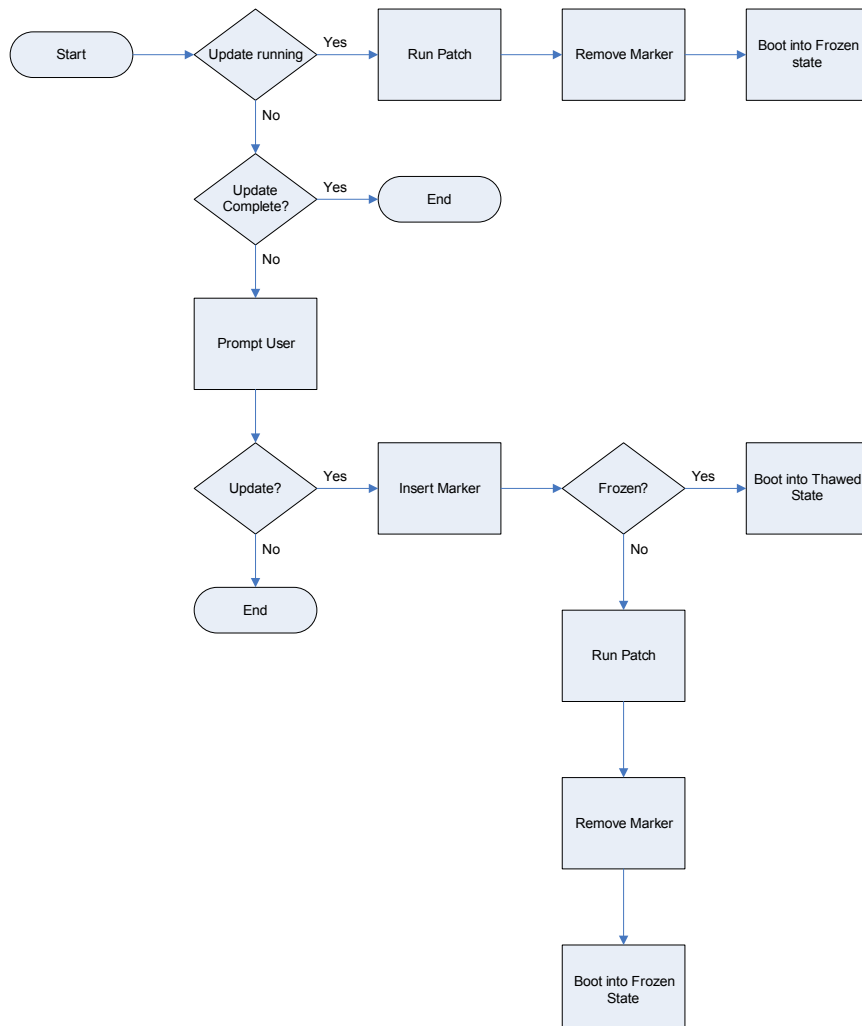 Start
Update running
Yes
Run Patch
Remove Marker
Boot into Frozen
state
No
Update
Complete?
Yes
End
No
Prompt User
Update?
Yes
Insert Marker
Frozen?
Yes
Boot into Thawed
State
No
No
End
Run Patch
Remove Marker
Boot into Frozen
State